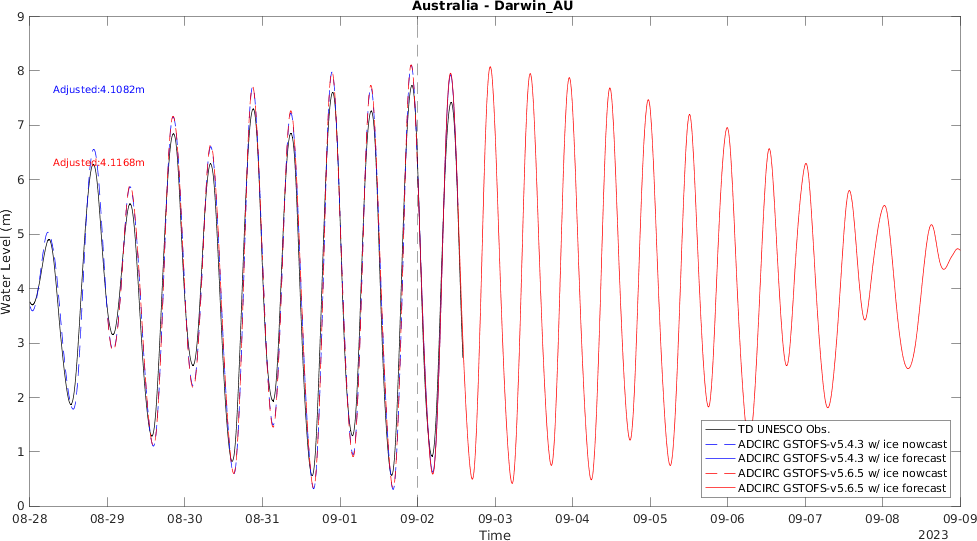 Australia - Darwin_AU
9
8
7
6
5
4
3
2
1
0
Water Level (m)
Adjusted:4.1082m
Adjusted:4.1168m
TD UNESCO Obs.
ADCIRC GSTOFS-v5.4.3 w/ ice nowcast
ADCIRC GSTOFS-v5.4.3 w/ ice forecast
ADCIRC GSTOFS-v5.6.5 w/ ice nowcast
ADCIRC GSTOFS-v5.6.5 w/ ice forecast
08-28 08-29 08-30 08-31 09-01 09-02 09-03 09-04 09-05 09-06 09-07 09-08 09-09
Time
2023